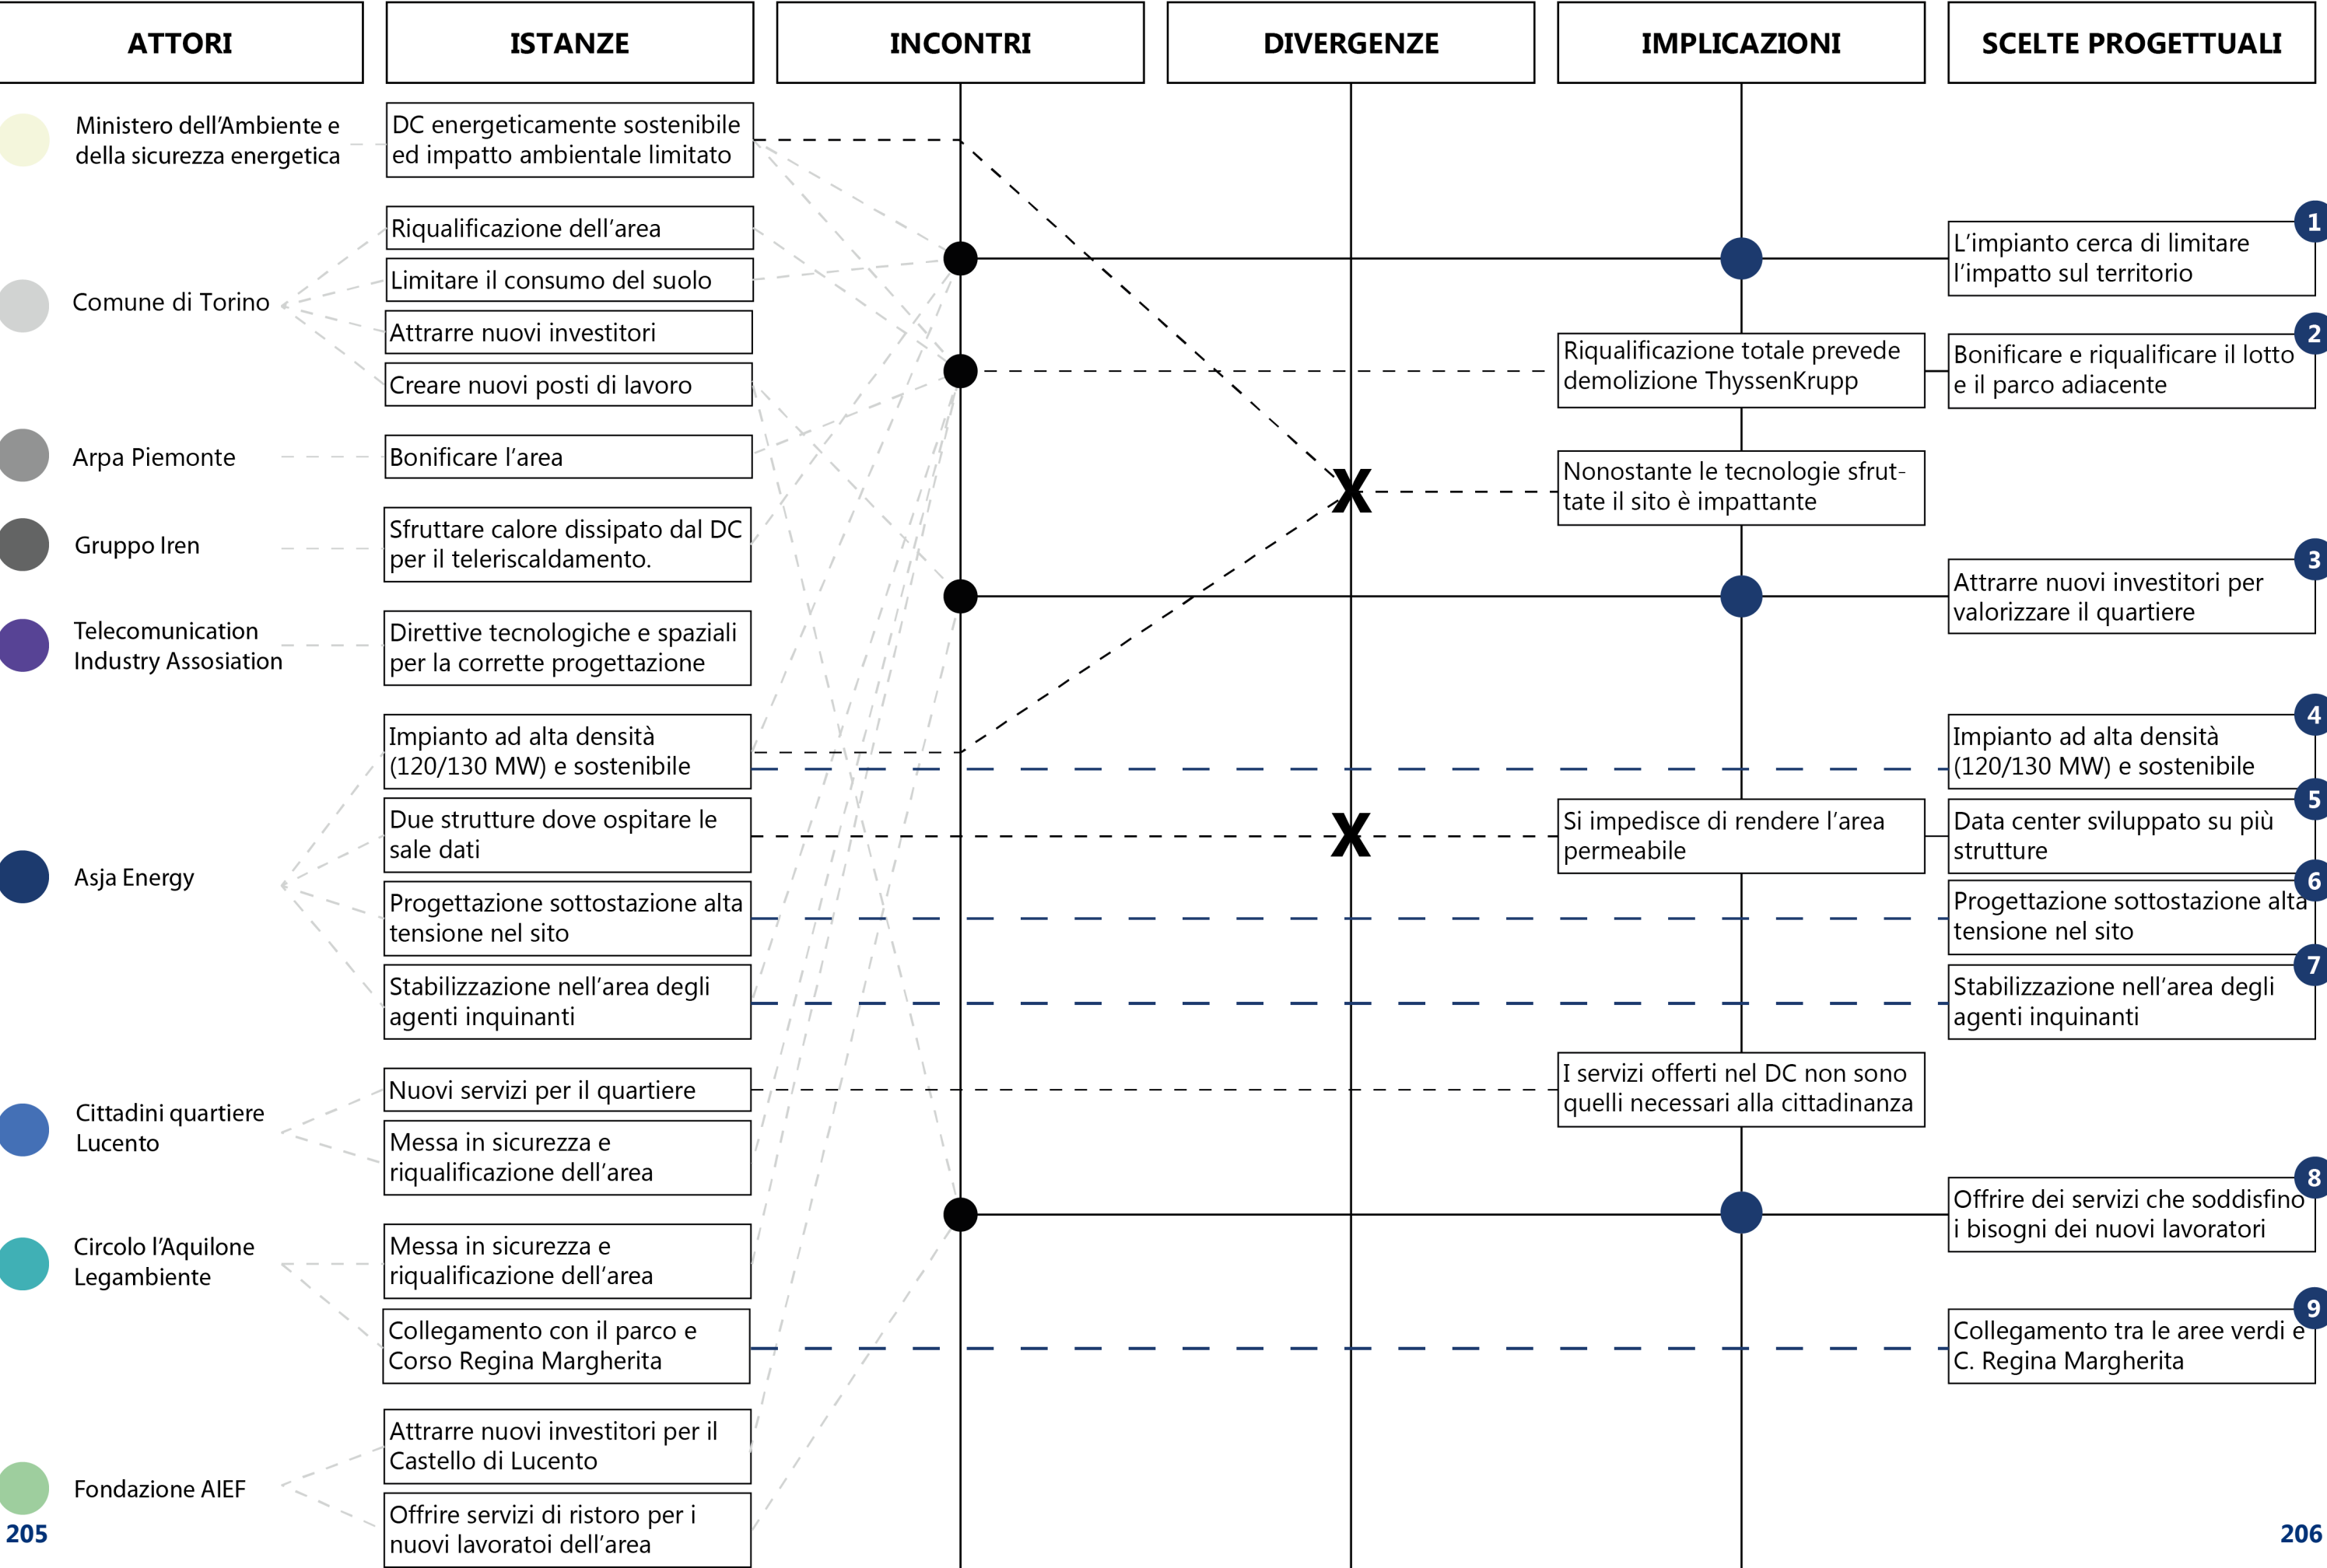 ATTORI
ISTANZE
INCONTRI
DIVERGENZE
IMPLICAZIONI
SCELTE PROGETTUALI
Ministero dell'Ambiente e
della sicurezza energetica
DC energeticamente sostenibile
ed impatto ambientale limitato
Comune di Torino
Riqualificazione dell'area
Limitare il consumo del suolo
Attrarre nuovi investitori
Creare nuovi posti di lavoro
1
L'impianto cerca di limitare
l'impatto sul territorio
Riqualificazione totale prevede
demolizione ThyssenKrupp
2
Bonificare e riqualificare il lotto
e il parco adiacente
Arpa Piemonte
Bonificare l'area
Nonostante le tecnologie sfrut-
tate il sito è impattante
X
Gruppo Iren
Sfruttare calore dissipato dal DC
per il teleriscaldamento.
3
Attrarre nuovi investitori per
valorizzare il quartiere
Telecomunication
Industry Assosiation
Direttive tecnologiche e spaziali
per la corrette progettazione
Asja Energy
Impianto ad alta densità
(120/130 MW) e sostenibile
4
Impianto ad alta densità
(120/130 MW) e sostenibile
Due strutture dove ospitare le
sale dati
X
Si impedisce di rendere l'area
permeabile
5
Data center sviluppato su più
strutture
Progettazione sottostazione alta
tensione nel sito
6
Progettazione sottostazione alta
tensione nel sito
Stabilizzazione nell'area degli
agenti inquinanti
7
Stabilizzazione nell'area degli
agenti inquinanti
Cittadini quartiere
Lucento
Nuovi servizi per il quartiere
I servizi offerti nel DC non sono
quelli necessari alla cittadinanza
Messa in sicurezza e
riqualificazione dell'area
8
Offrire dei servizi che soddisfino
i bisogni dei nuovi lavoratori
Circolo l'Aquilone
Legambiente
Messa in sicurezza e
riqualificazione dell'area
Collegamento con il parco e
Corso Regina Margherita
9
Collegamento tra le aree verdi e
C. Regina Margherita
Fondazione AIEF
Attrarre nuovi investitori per il
Castello di Lucento
Offrire servizi di ristoro per i
nuovi lavoratoi dell'area
205
206